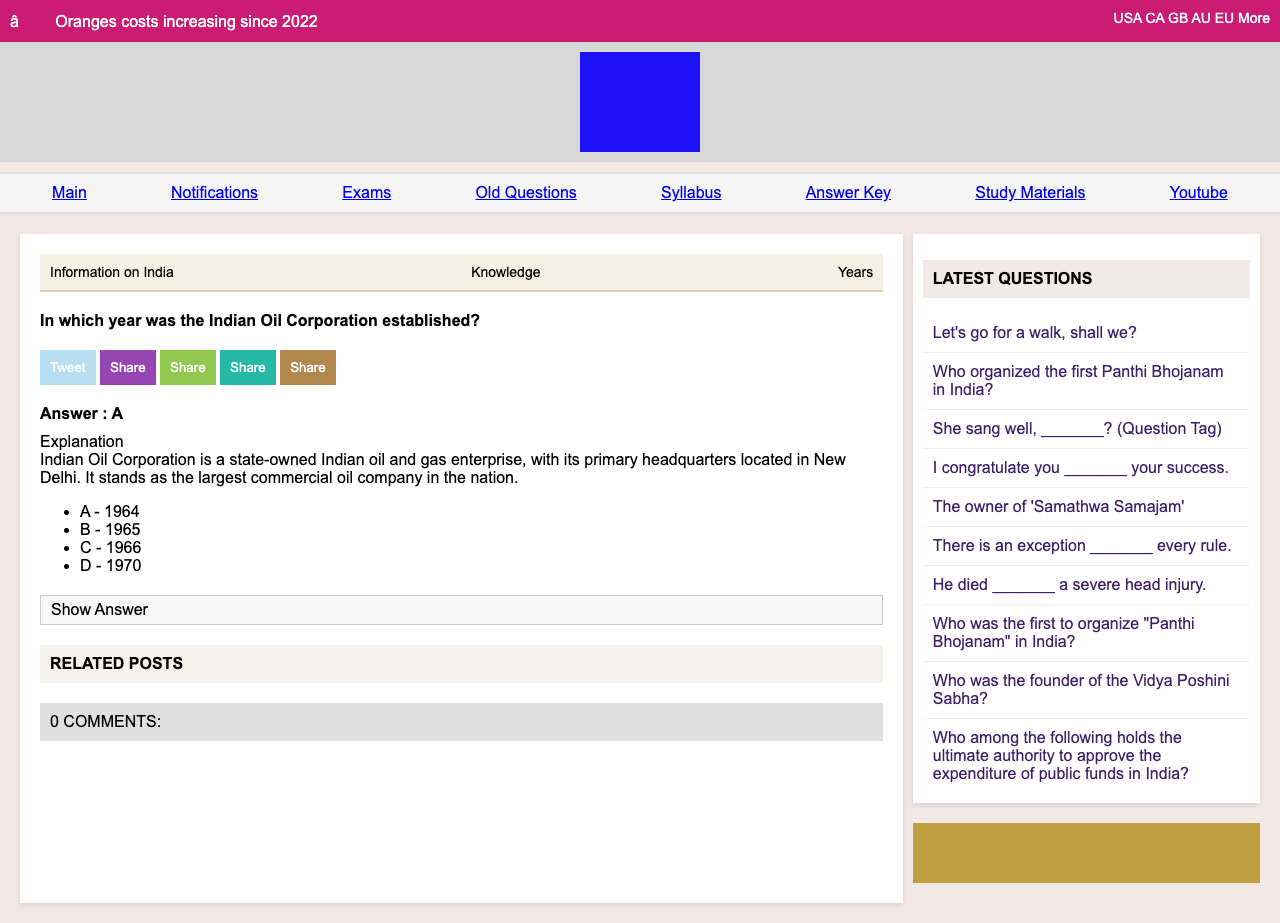 â Oranges costs increasing since 2022
USA CA GB AU EU More
Main Notifications Exams Old Questions Syllabus Answer Key Study Materials Youtube
Information on India Knowledge Years
In which year was the Indian Oil Corporation established?
Tweet Share Share Share Share
Answer : A
Explanation
Indian Oil Corporation is a state-owned Indian oil and gas enterprise, with its primary headquarters located in New
Delhi. It stands as the largest commercial oil company in the nation.
• A - 1964
• B - 1965
• C - 1966
• D - 1970
Show Answer
RELATED POSTS
0 COMMENTS:
LATEST QUESTIONS
Let's go for a walk, shall we?
Who organized the first Panthi Bhojanam
in India?
She sang well, _______? (Question Tag)
I congratulate you _______ your success.
The owner of 'Samathwa Samajam'
There is an exception _______ every rule.
He died _______ a severe head injury.
Who was the first to organize "Panthi
Bhojanam" in India?
Who was the founder of the Vidya Poshini
Sabha?
Who among the following holds the
ultimate authority to approve the
expenditure of public funds in India?